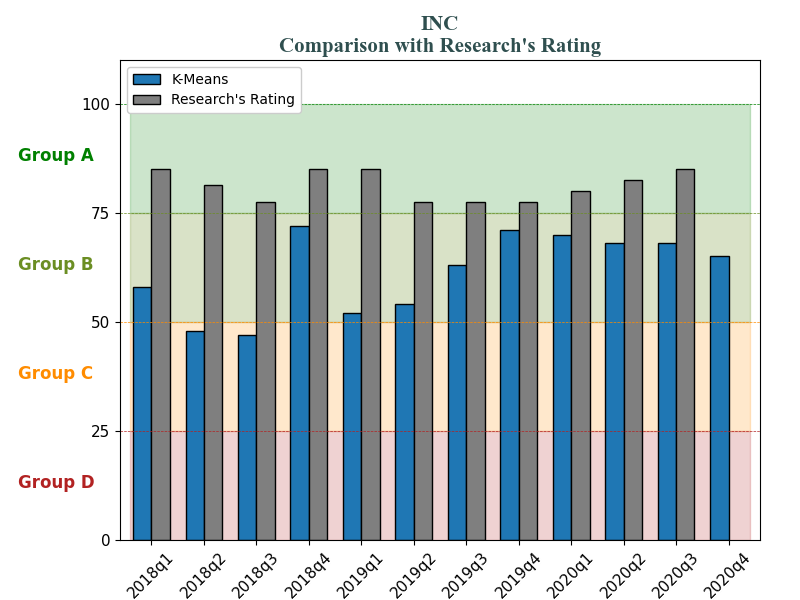 INC
Comparison with Research's Rating
K-Means
Research's Rating
100
Group A
75
Group B
50
Group C
25
Group D
0
2018q1
2018q2
2018q3
2018q4
2019q1
2019q2
2019q3
2019q4
2020q1
2020q2
2020q3
2020q4